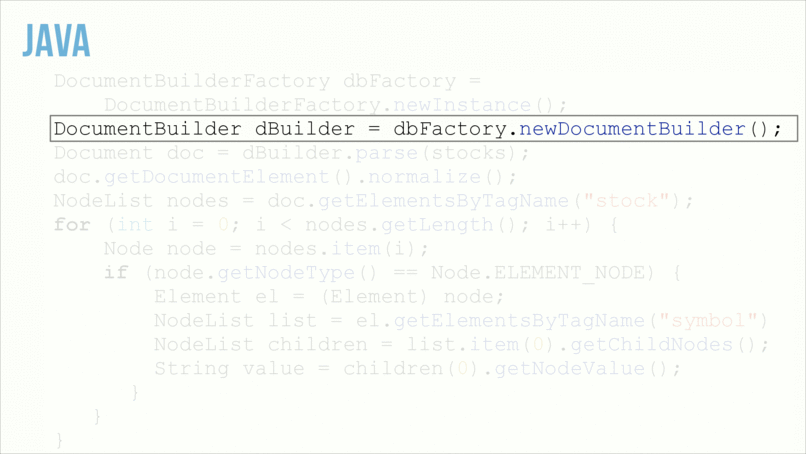 JAVA
DocumentBuilderFactory dbFactory =
DocumentBuilderFactory.newInstance();
DocumentBuilder dBuilder = dbFactory.newDocumentBuilder();
Document doc = dBuilder.parse(stocks);
doc.getDocumentElement().normalize();
NodeList nodes = doc.getElementsByTagName("stock");
for (int i = 0; i < nodes.getLength(); i++) {
Node node = nodes.item(i);
if (node.getNodeType() == Node.ELEMENT_NODE) {
Element el = (Element) node;
NodeList list = el.getElementsByTagName("symbol")
NodeList children = list.item(0).getChildNodes();
String value = children(0).getNodeValue();
}
}
}